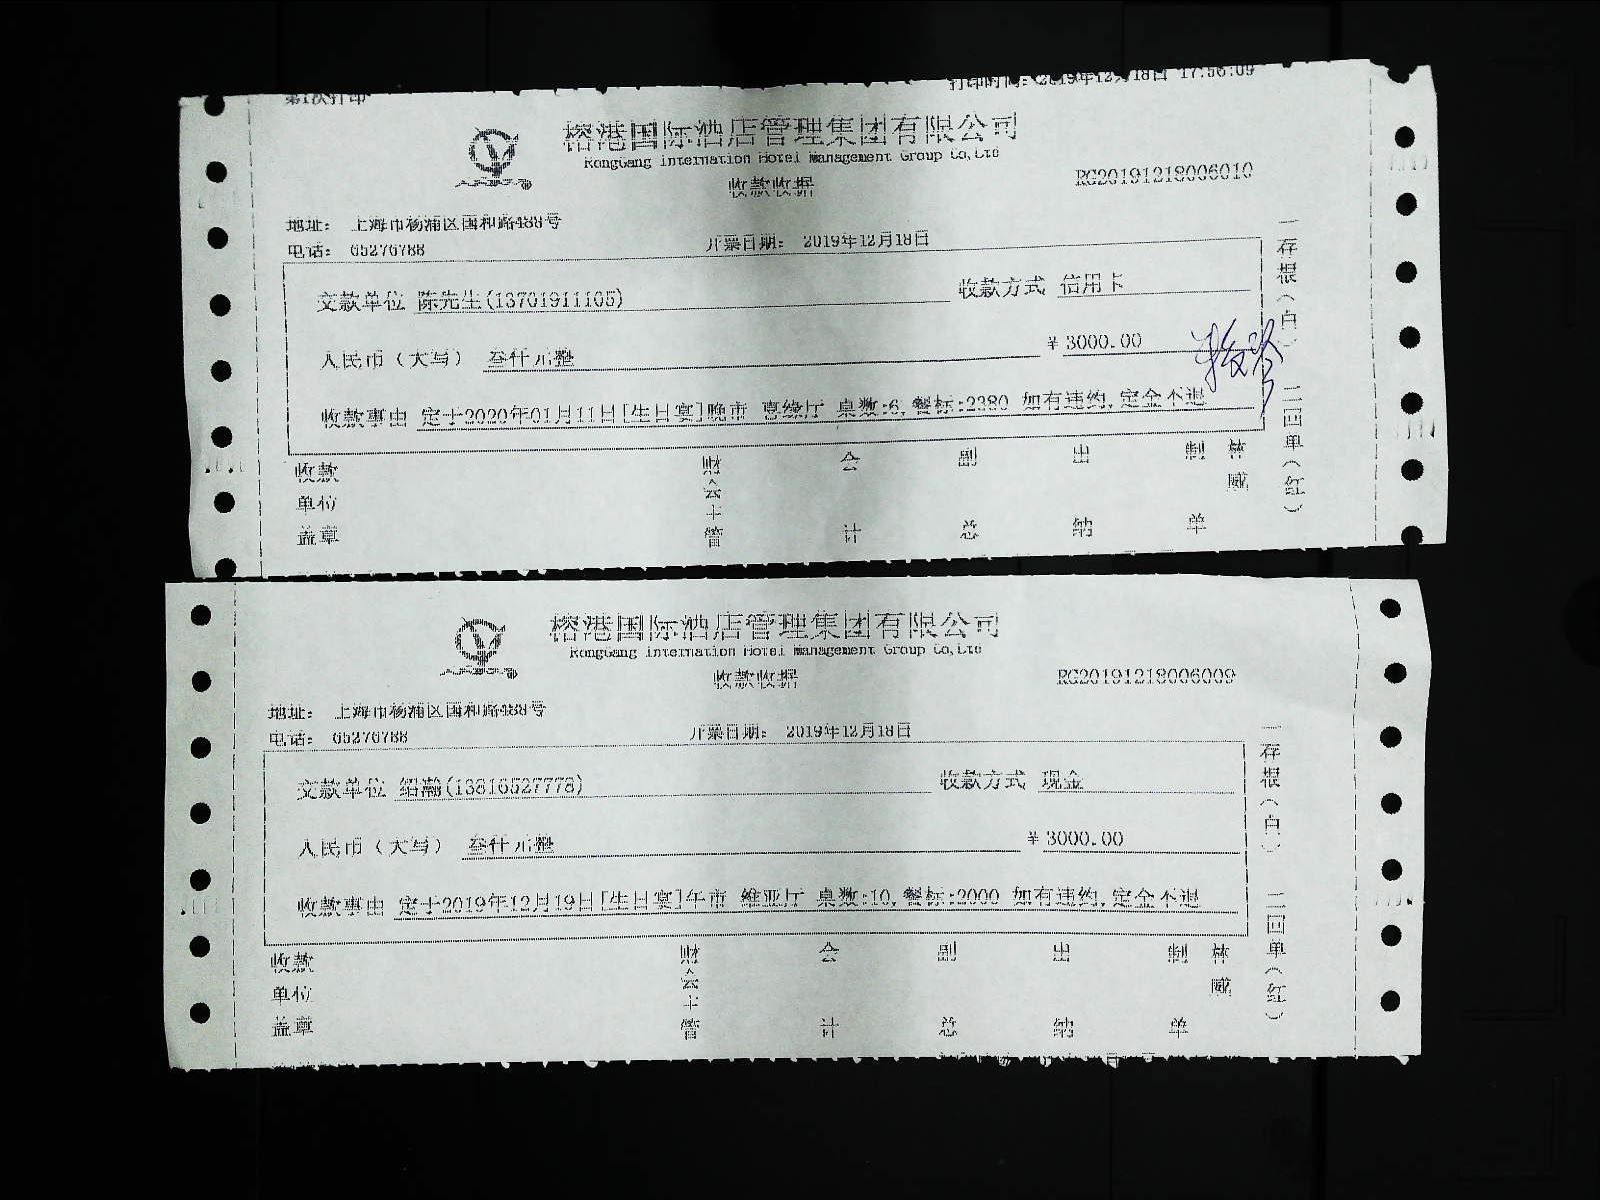 第1次打印 打印时间：2019年12月18日 17:56:09
榕港国际酒店管理集团有限公司
RongGang internation Hotel Management Group Co,Ltd
收款收据
RG20191218006010
地址： 上海市杨浦区国和路488号
电话： 65276788 开票日期： 2019年12月18日
交款单位 陈先生(13701911105) 收款方式 信用卡
人民币（大写） 叁仟元整 ¥3000.00
收款事由 定于2020年01月11日[生日宴]晚市 喜缘厅 桌数:6,餐标:2380 如有违约,定金不退
收款单位盖章 财会主管 会计 副总 出纳 制单 林威
一存根（白） 二回单（红）
榕港国际酒店管理集团有限公司
RongGang internation Hotel Management Group Co,Ltd
收款收据
RG20191218006009
地址： 上海市杨浦区国和路488号
电话： 65276788 开票日期： 2019年12月18日
交款单位 绍瀚(13816527778) 收款方式 现金
人民币（大写） 叁仟元整 ¥3000.00
收款事由 定于2019年12月19日[生日宴]午市 维亚厅 桌数:10,餐标:2000 如有违约,定金不退
收款单位盖章 财会主管 会计 副总 出纳 制单 林威
一存根（白） 二回单（红）